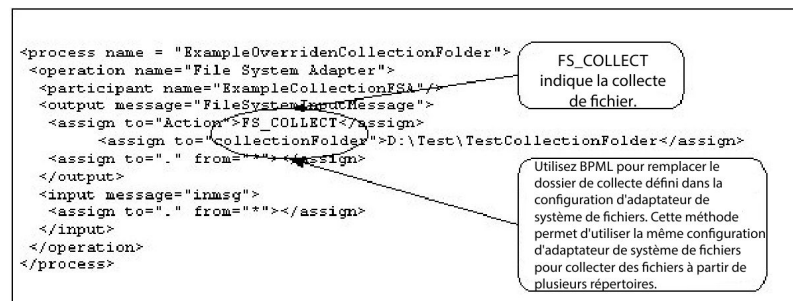 <process name = "ExampleOverridenCollectionFolder">
<operation name="File System Adapter">
<participant name="ExampleCollectionFSA"/>
<output message="FileSystemInputMessage">
<assign to="Action">FS_COLLECT</assign>
<assign to="collectionFolder">D:\Test\TestCollectionFolder</assign>
<assign to="." from="*"></assign>
</output>
<input message="inmsg">
<assign to="." from="*"></assign>
</input>
</operation>
</process>
FS_COLLECT
indique la collecte
de fichier.
Utilisez BPML pour remplacer le
dossier de collecte défini dans la
configuration d'adaptateur de
système de fichiers. Cette méthode
permet d'utiliser la même configuration
d'adaptateur de système de fichiers
pour collecter des fichiers à partir de
plusieurs répertoires.